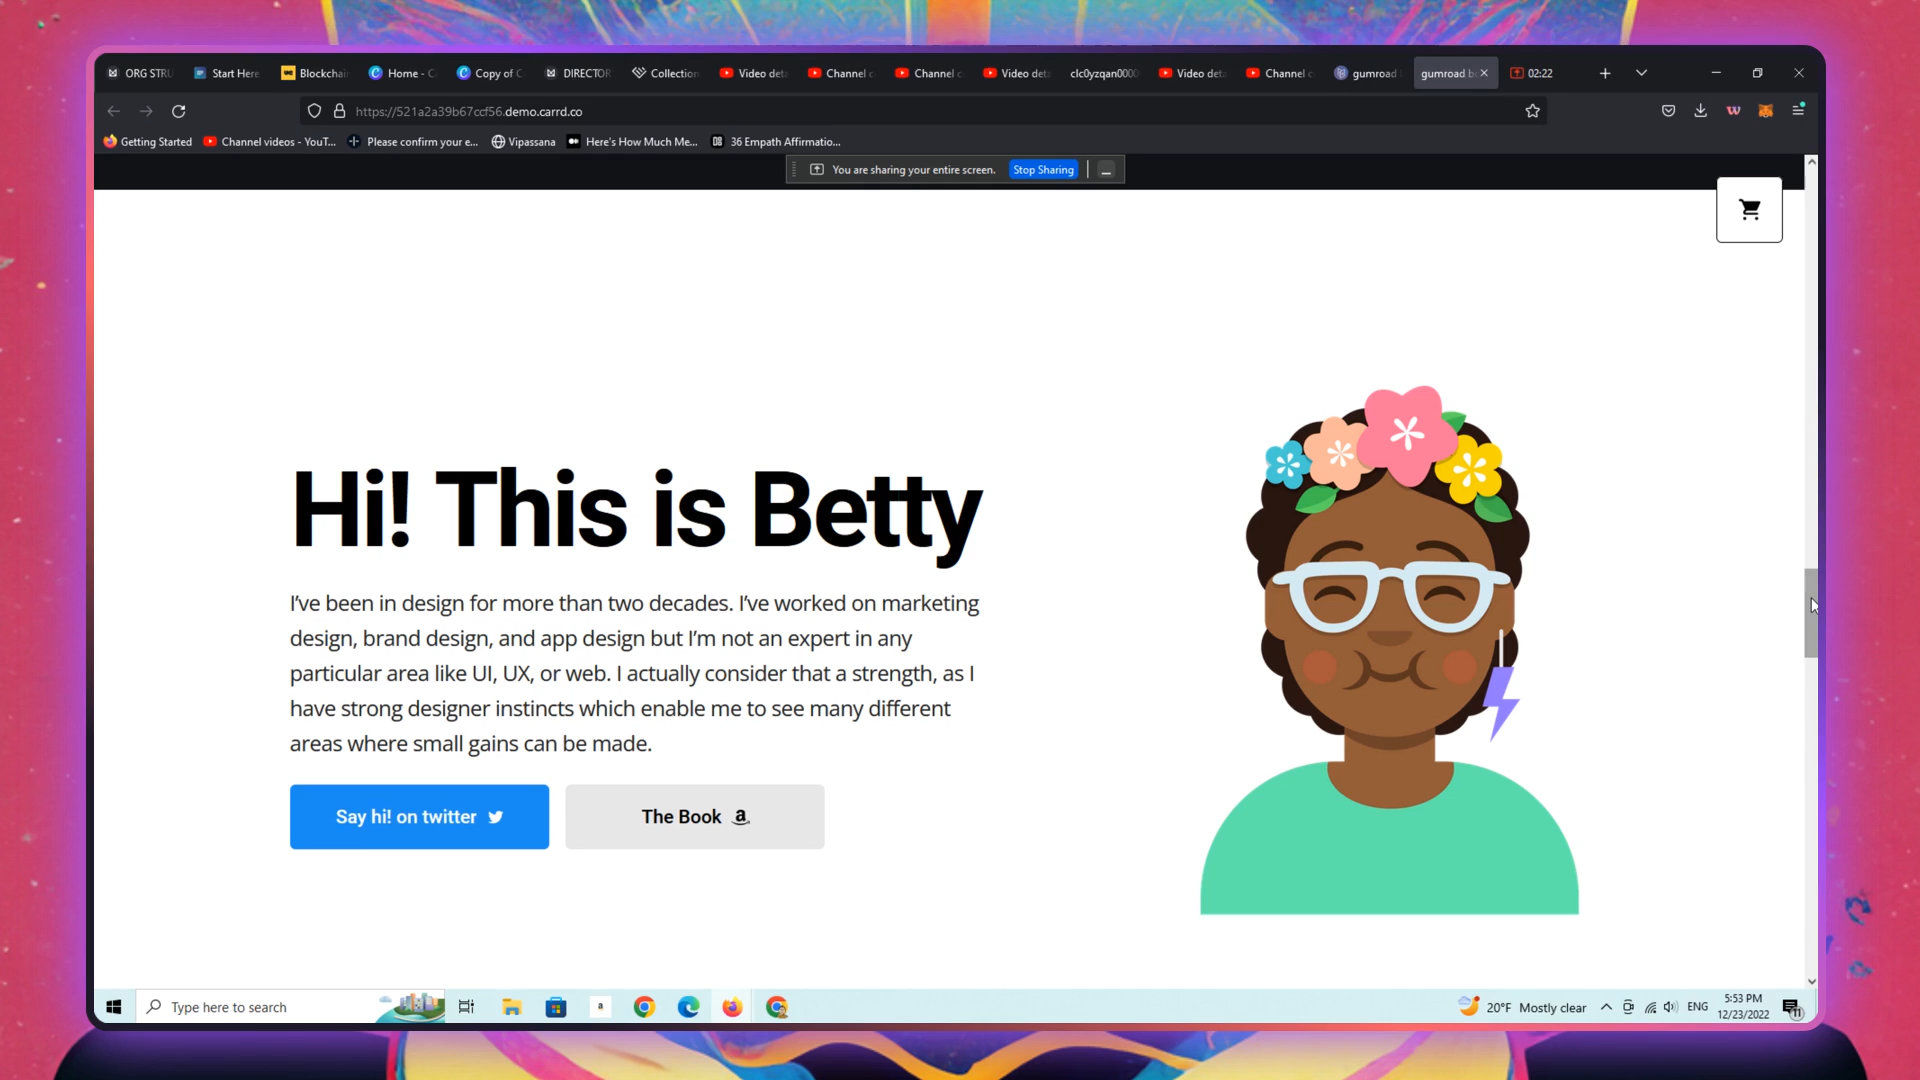 ORG STRU Start Here Blockchai Home - C Copy of C DIRECTOR Collection Video deta Channel c Channel c Video deta clc0yzqan0000 Video deta Channel c gumroad gumroad bo 02:22
https://521a2a39b67ccf56.demo.carrd.co
Getting Started Channel videos - YouT... Please confirm your e... Vipassana Here's How Much Me... 36 Empath Affirmatio...
You are sharing your entire screen. Stop Sharing
Hi! This is Betty
I've been in design for more than two decades. I've worked on marketing
design, brand design, and app design but I'm not an expert in any
particular area like UI, UX, or web. I actually consider that a strength, as I
have strong designer instincts which enable me to see many different
areas where small gains can be made.
Say hi! on twitter The Book
Type here to search 20°F Mostly clear ENG 5:53 PM
12/23/2022 11